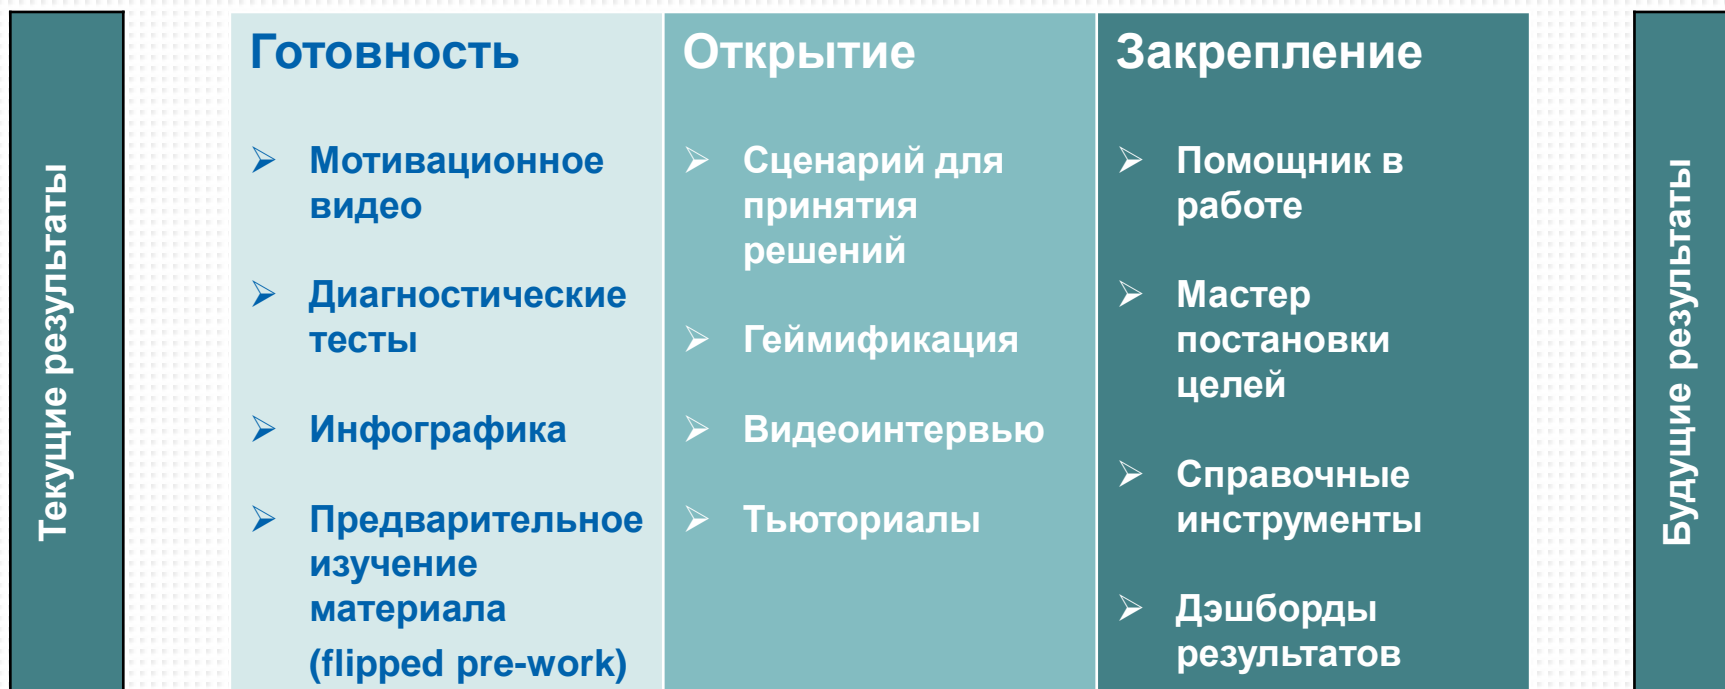 Текущие результаты
Готовность
Мотивационное
видео
Диагностические
тесты
Инфографика
Предварительное
изучение
материала
(flipped pre-work)
Открытие
Сценарий для
принятия
решений
Геймификация
Видеоинтервью
Тьюториалы
Закрепление
Помощник в
работе
Мастер
постановки
целей
Справочные
инструменты
Дэшборды
результатов
Будущие результаты